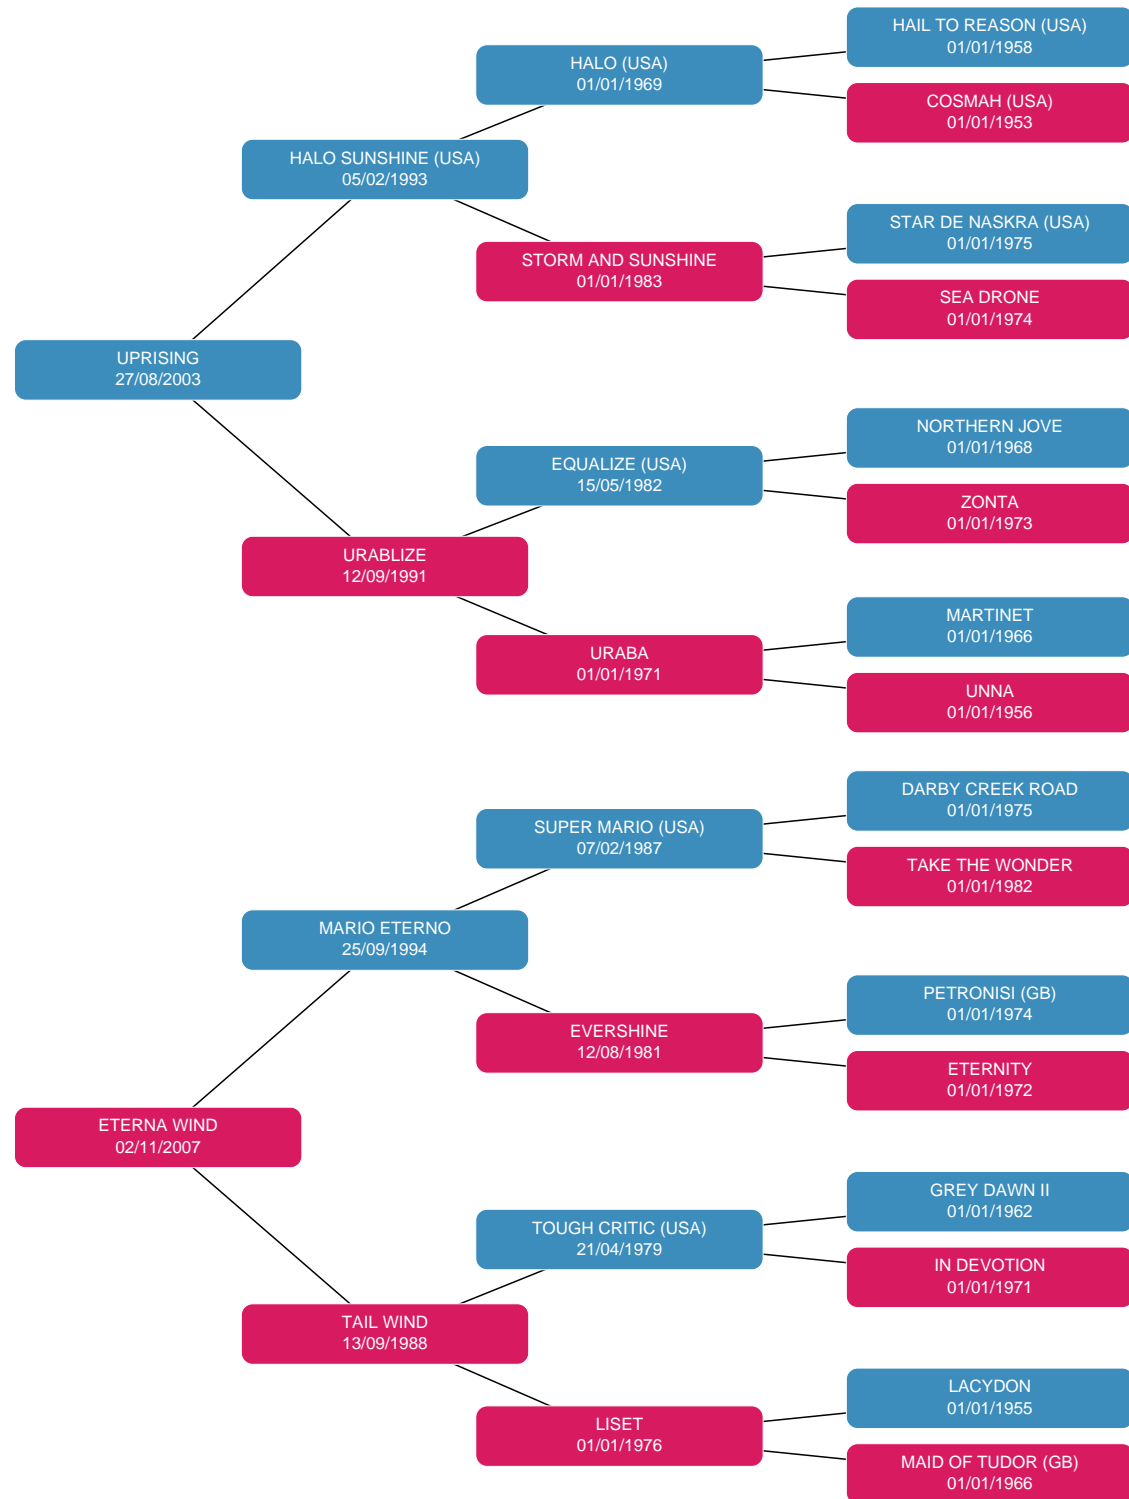 HAIL TO REASON (USA)
01/01/1958
HALO (USA)
01/01/1969
COSMAH (USA)
01/01/1953
HALO SUNSHINE (USA)
05/02/1993
STAR DE NASKRA (USA)
01/01/1975
STORM AND SUNSHINE
01/01/1983
SEA DRONE
01/01/1974
UPRISING
27/08/2003
NORTHERN JOVE
01/01/1968
EQUALIZE (USA)
15/05/1982
ZONTA
01/01/1973
URABLIZE
12/09/1991
MARTINET
01/01/1966
URABA
01/01/1971
UNNA
01/01/1956
DARBY CREEK ROAD
01/01/1975
SUPER MARIO (USA)
07/02/1987
TAKE THE WONDER
01/01/1982
MARIO ETERNO
25/09/1994
PETRONISI (GB)
01/01/1974
EVERSHINE
12/08/1981
ETERNITY
01/01/1972
ETERNA WIND
02/11/2007
GREY DAWN II
01/01/1962
TOUGH CRITIC (USA)
21/04/1979
IN DEVOTION
01/01/1971
TAIL WIND
13/09/1988
LACYDON
01/01/1955
LISET
01/01/1976
MAID OF TUDOR (GB)
01/01/1966